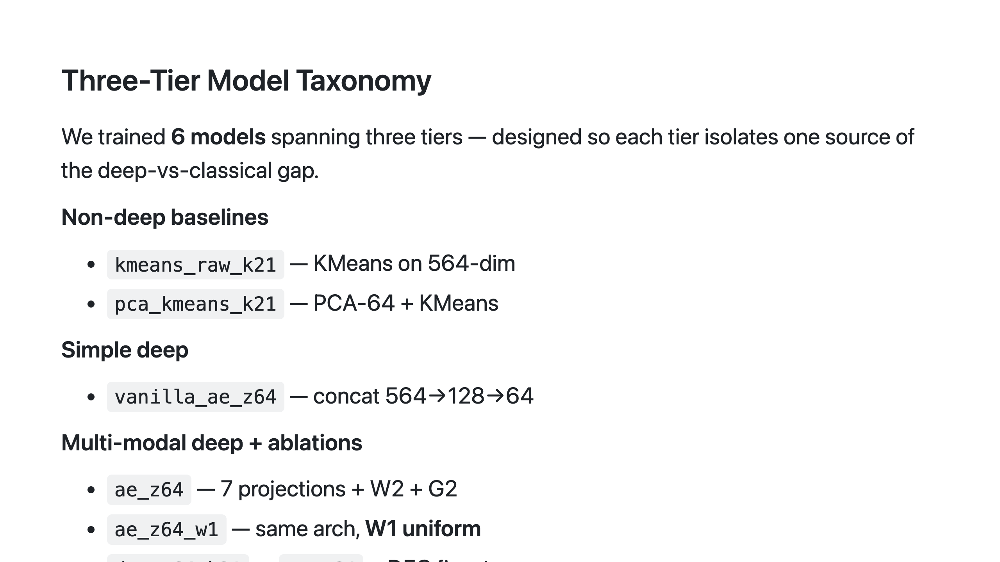 Three-Tier Model Taxonomy
We trained 6 models spanning three tiers — designed so each tier isolates one source of
the deep-vs-classical gap.
Non-deep baselines
• kmeans_raw_k21 — KMeans on 564-dim
• pca_kmeans_k21 — PCA-64 + KMeans
Simple deep
• vanilla_ae_z64 — concat 564→128→64
Multi-modal deep + ablations
• ae_z64 — 7 projections + W2 + G2
• ae_z64_w1 — same arch, W1 uniform